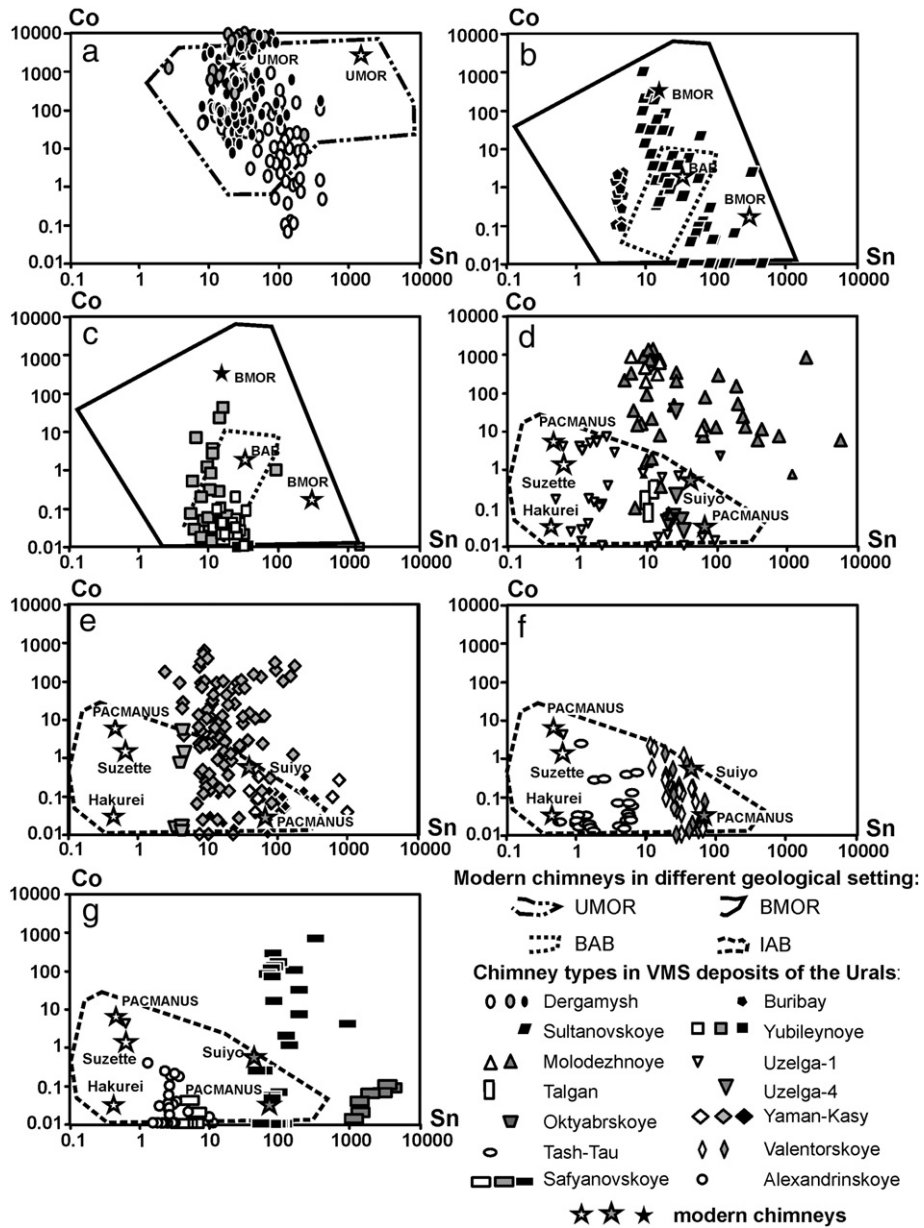 Co Co
10000 a 10000 b
1000 UMOR UMOR 1000 BMOR
100 100
10 10 BAB
1 1 BMOR
0.1 0.1
0.01 Sn 0.01 Sn
0.1 1 10 100 1000 10000 0.1 1 10 100 1000 10000
Co Co
10000 c 10000 d
1000 BMOR 1000
100 100
10 BAB 10 PACMANUS
1 BMOR 1 Suzette Suiyo
0.1 0.1 Hakurei PACMANUS
0.01 Sn 0.01 Sn
0.1 1 10 100 1000 10000 0.1 1 10 100 1000 10000
Co Co
10000 e 10000 f
1000 1000
100 100
10 PACMANUS 10 PACMANUS
1 Suzette Suiyo 1 Suzette Suiyo
0.1 Hakurei PACMANUS 0.1 Hakurei PACMANUS
0.01 Sn 0.01 Sn
0.1 1 10 100 1000 10000 0.1 1 10 100 1000 10000
Co
10000 g
1000
100
10 PACMANUS
1 Suzette Suiyo
0.1 Hakurei PACMANUS
0.01 Sn
0.1 1 10 100 1000 10000
Modern chimneys in different geological setting:
UMOR BMOR
BAB IAB
Chimney types in VMS deposits of the Urals:
Dergamysh Buribay
Sultanovskoye Yubileynoye
Molodezhnoye Uzelga-1
Talgan Uzelga-4
Oktyabrskoye Yaman-Kasy
Tash-Tau Valentorskoye
Safyanovskoye Alexandrinskoye
modern chimneys